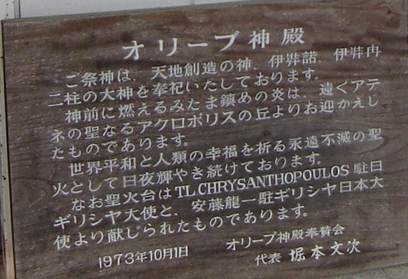 オリーブ神殿
ご祭神は、天地創造の神、伊弉諾、伊弉冉
二柱の大神を奉祀いたしております。
神前に燃えるみたま鎮めの炎は、遠くアテ
ネの聖なるアクロポリスの丘よりお迎えし
たものであります。
世界平和と人類の幸福を祈る永遠不滅の聖
火として日夜輝やき続けております。
なお聖火台はTL.CHRYSANTHOPOULOS駐日
ギリシヤ大使と、安藤龍一駐ギリシヤ日本大
使より献じられたものであります。
1973年10月1日
オリーブ神殿奉賛会
代表 堀本文次